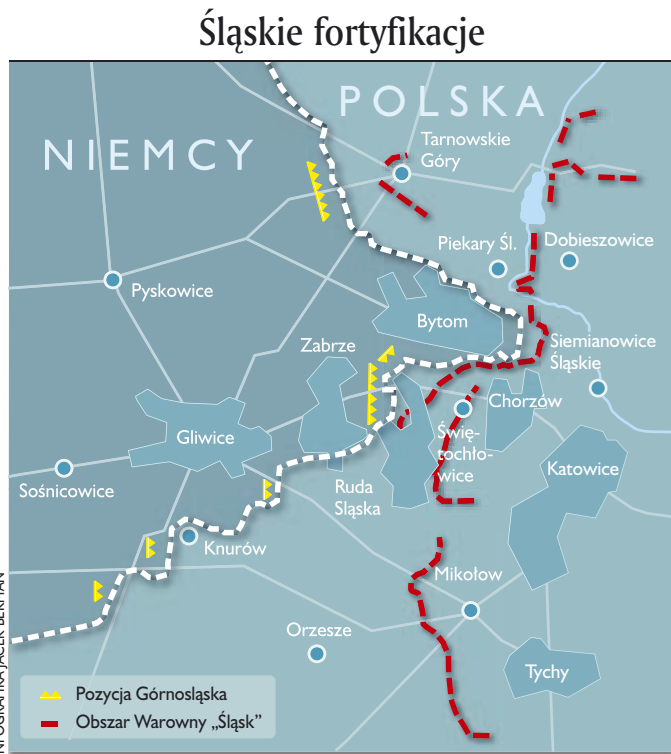 Śląskie fortyfikacje
POLSKA
NIEMCY
Tarnowskie
Góry
Piekary Śl.
Dobieszowice
Pyskowice
Bytom
Siemianowice
Śląskie
Zabrze
Chorzów
Gliwice
Świę-
tochło-
wice
Katowice
Sośnicowice
Ruda
Śląska
Knurów
Mikołow
Orzesze
Tychy
Pozycja Górnośląska
Obszar Warowny „Śląsk”